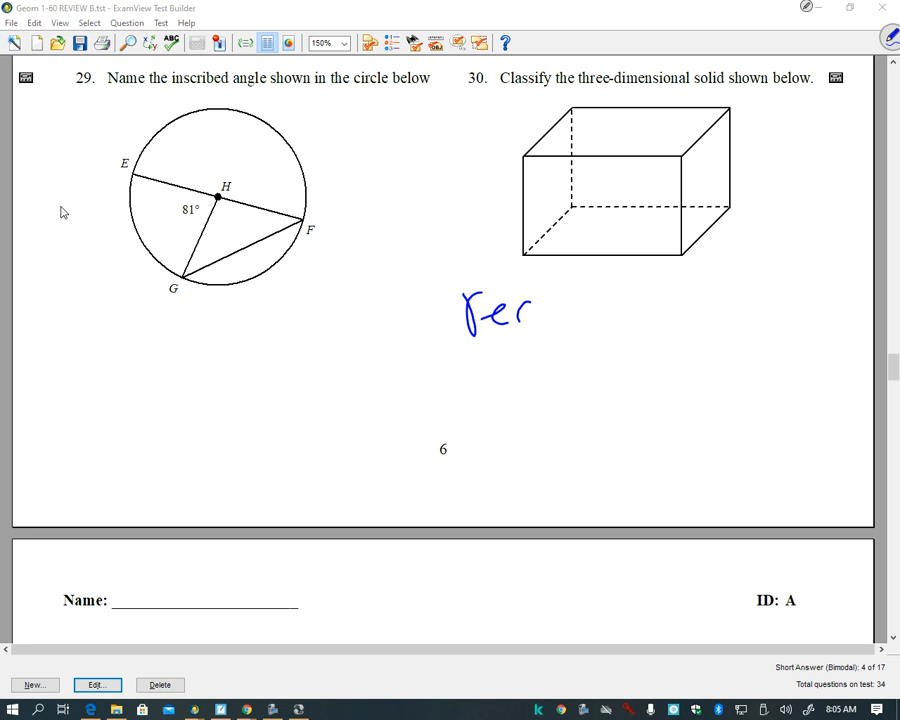 Geom 1-60 REVIEW B.tst - ExamView Test Builder
File Edit View Select Question Test Help
ABC 150% OBJ ?
29. Name the inscribed angle shown in the circle below
30. Classify the three-dimensional solid shown below.
E
H
81°
F
G
rec
6
Name: ID: A
Short Answer (Bimodal): 4 of 17
New... Edit... Delete
Total questions on test: 34
8:05 AM